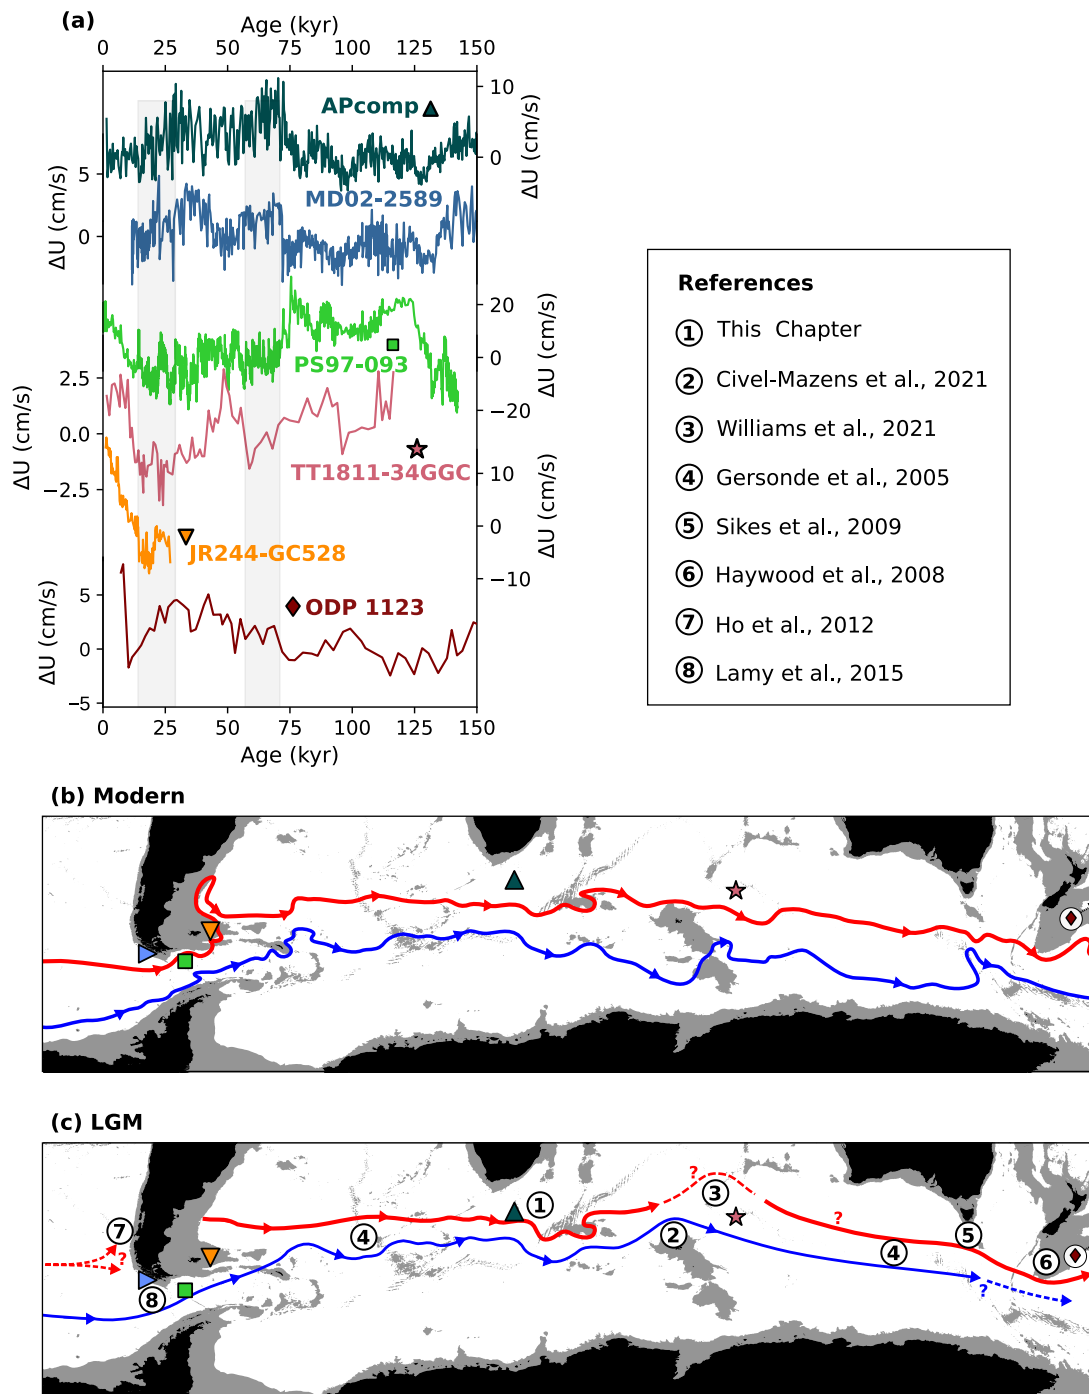 (a)
Age (kyr)
0 25 50 75 100 125 150
10
APcomp
0
ΔU (cm/s)
5
MD02-2589
0
ΔU (cm/s)
20
0
ΔU (cm/s)
PS97-093
2.5
−20
0.0
ΔU (cm/s)
TT1811-34GGC
10
−2.5
0
ΔU (cm/s)
JR244-GC528
−10
5
ODP 1123
0
ΔU (cm/s)
−5
0 25 50 75 100 125 150
Age (kyr)
References
1 This Chapter
2 Civel-Mazens et al., 2021
3 Williams et al., 2021
4 Gersonde et al., 2005
5 Sikes et al., 2009
6 Haywood et al., 2008
7 Ho et al., 2012
8 Lamy et al., 2015
(b) Modern
(c) LGM
?
3
1
7
?
4
?
2
5
4
6
?
8